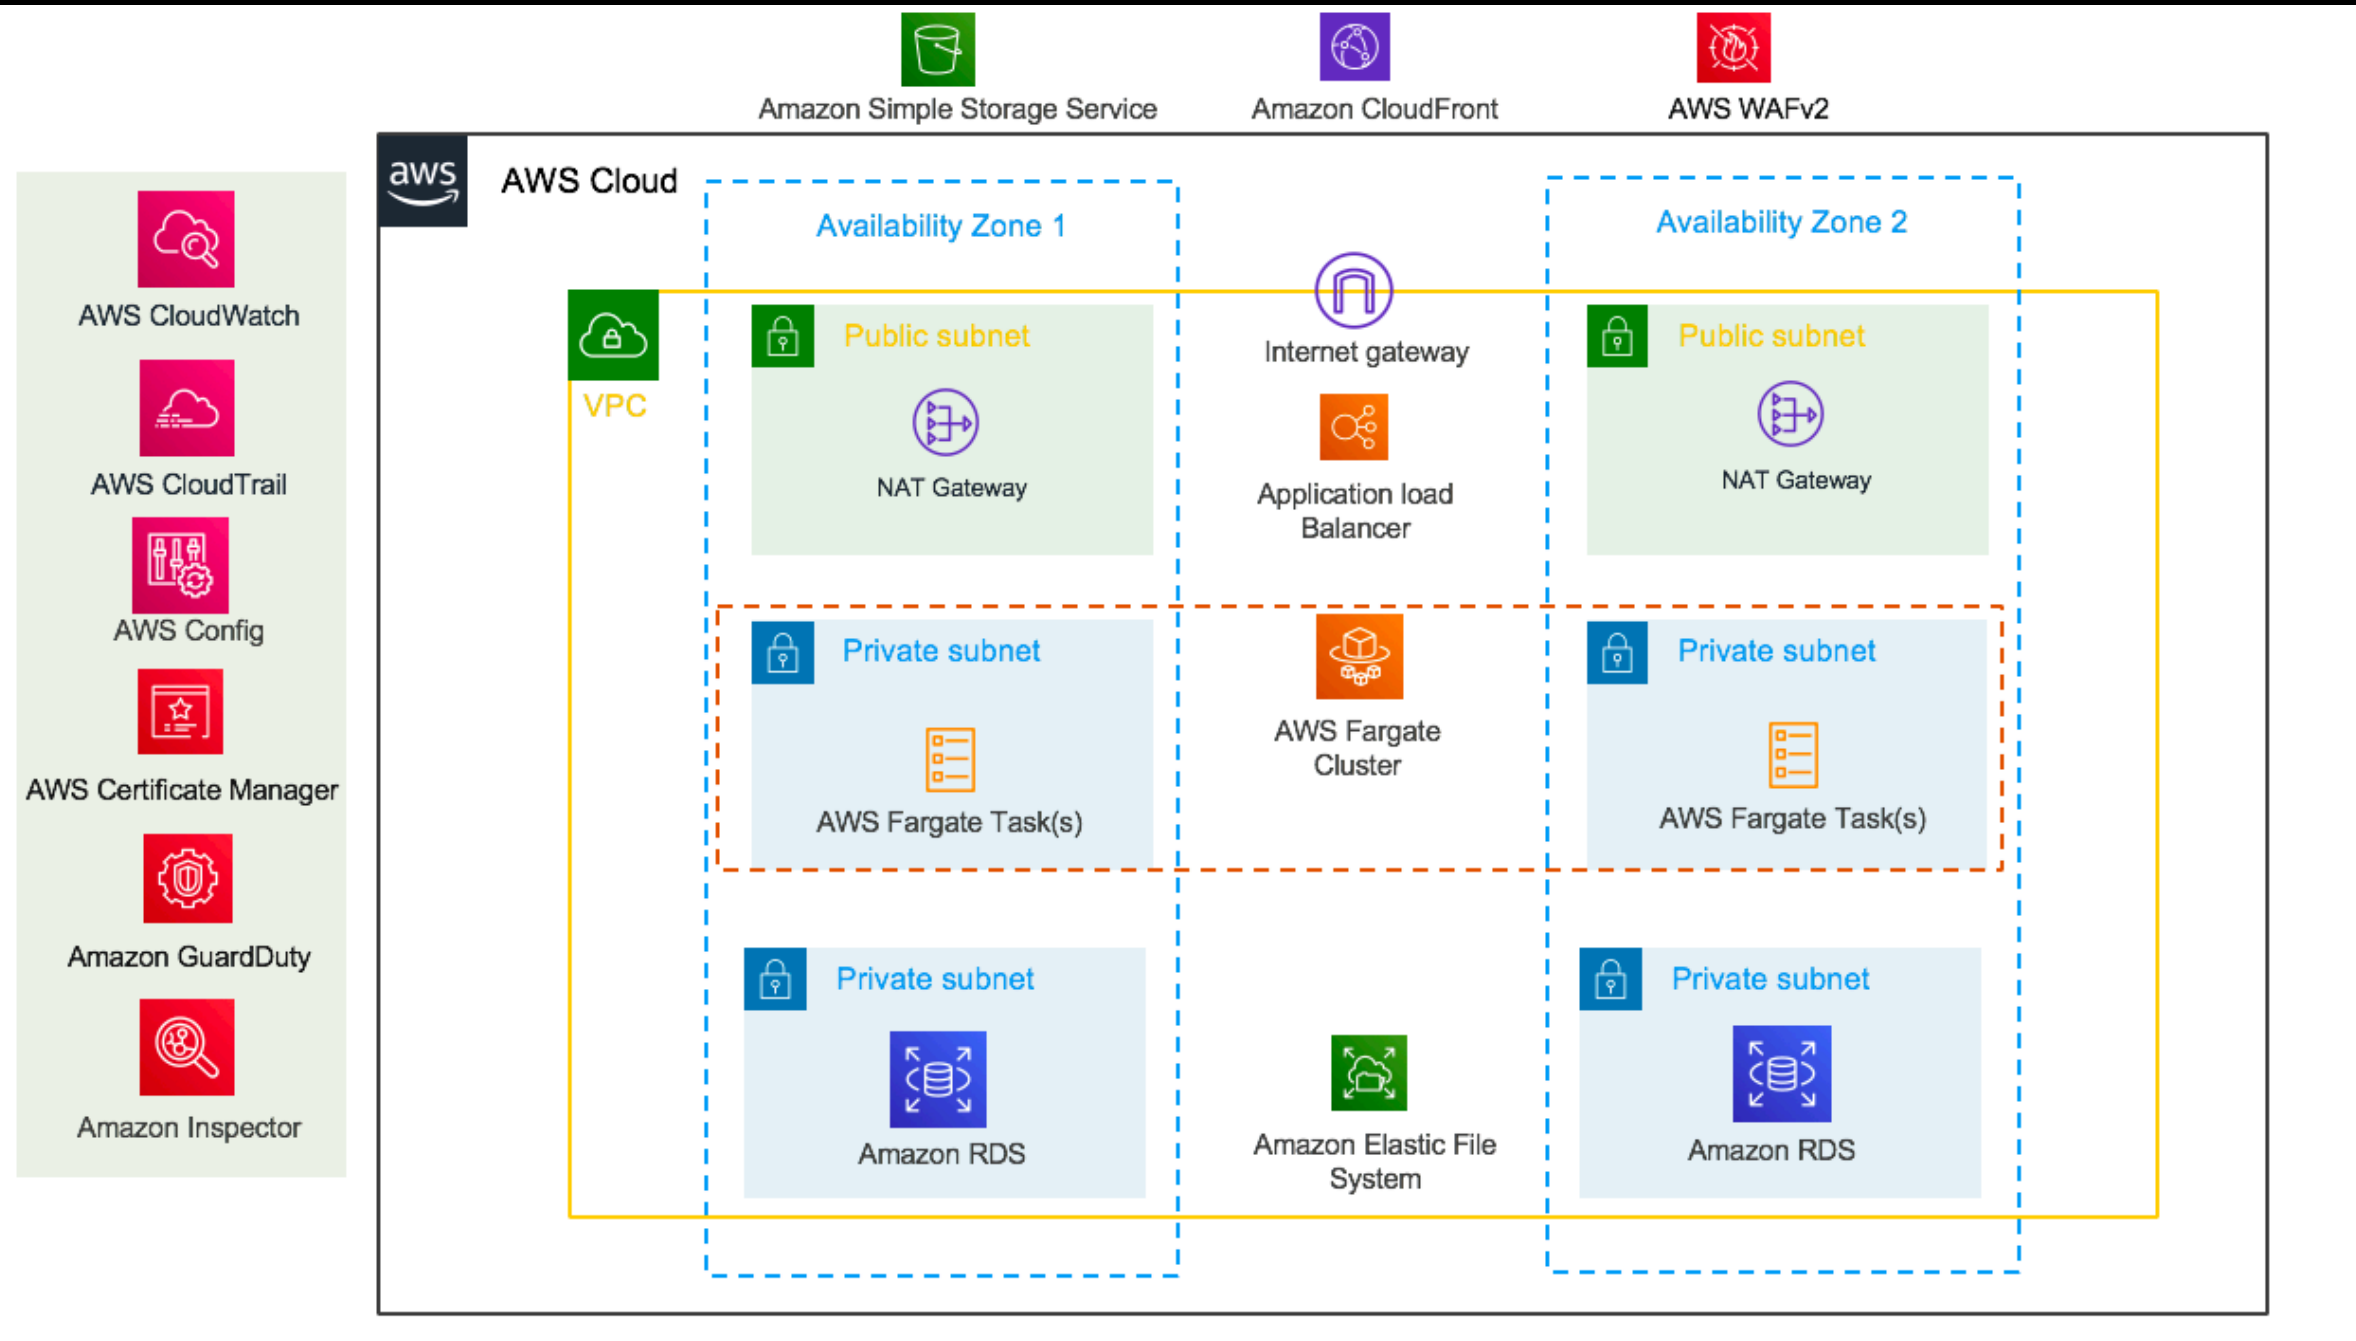 Amazon Simple Storage Service
Amazon CloudFront
AWS WAFv2
aws
AWS Cloud
AWS CloudWatch
AWS CloudTrail
AWS Config
AWS Certificate Manager
Amazon GuardDuty
Amazon Inspector
Availability Zone 1
Availability Zone 2
VPC
Public subnet
NAT Gateway
Internet gateway
Application load
Balancer
Public subnet
NAT Gateway
Private subnet
AWS Fargate Task(s)
AWS Fargate
Cluster
Private subnet
AWS Fargate Task(s)
Private subnet
Amazon RDS
Amazon Elastic File
System
Private subnet
Amazon RDS